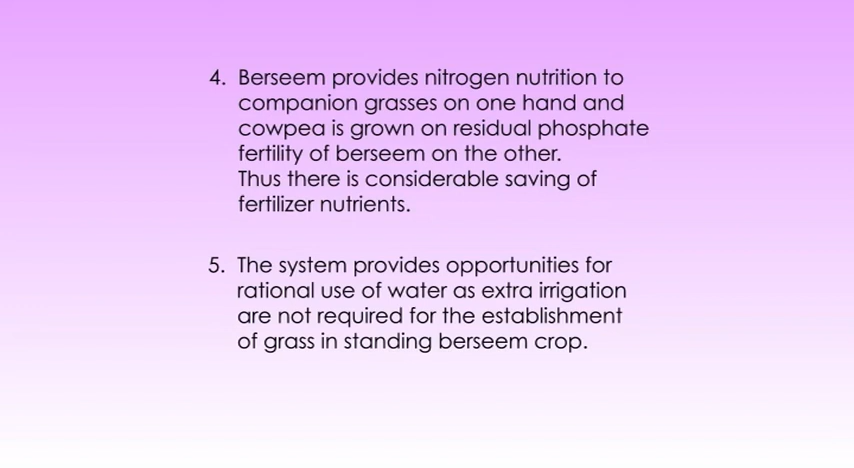 4. Berseem provides nitrogen nutrition to
companion grasses on one hand and
cowpea is grown on residual phosphate
fertility of berseem on the other.
Thus there is considerable saving of
fertilizer nutrients.
5. The system provides opportunities for
rational use of water as extra irrigation
are not required for the establishment
of grass in standing berseem crop.